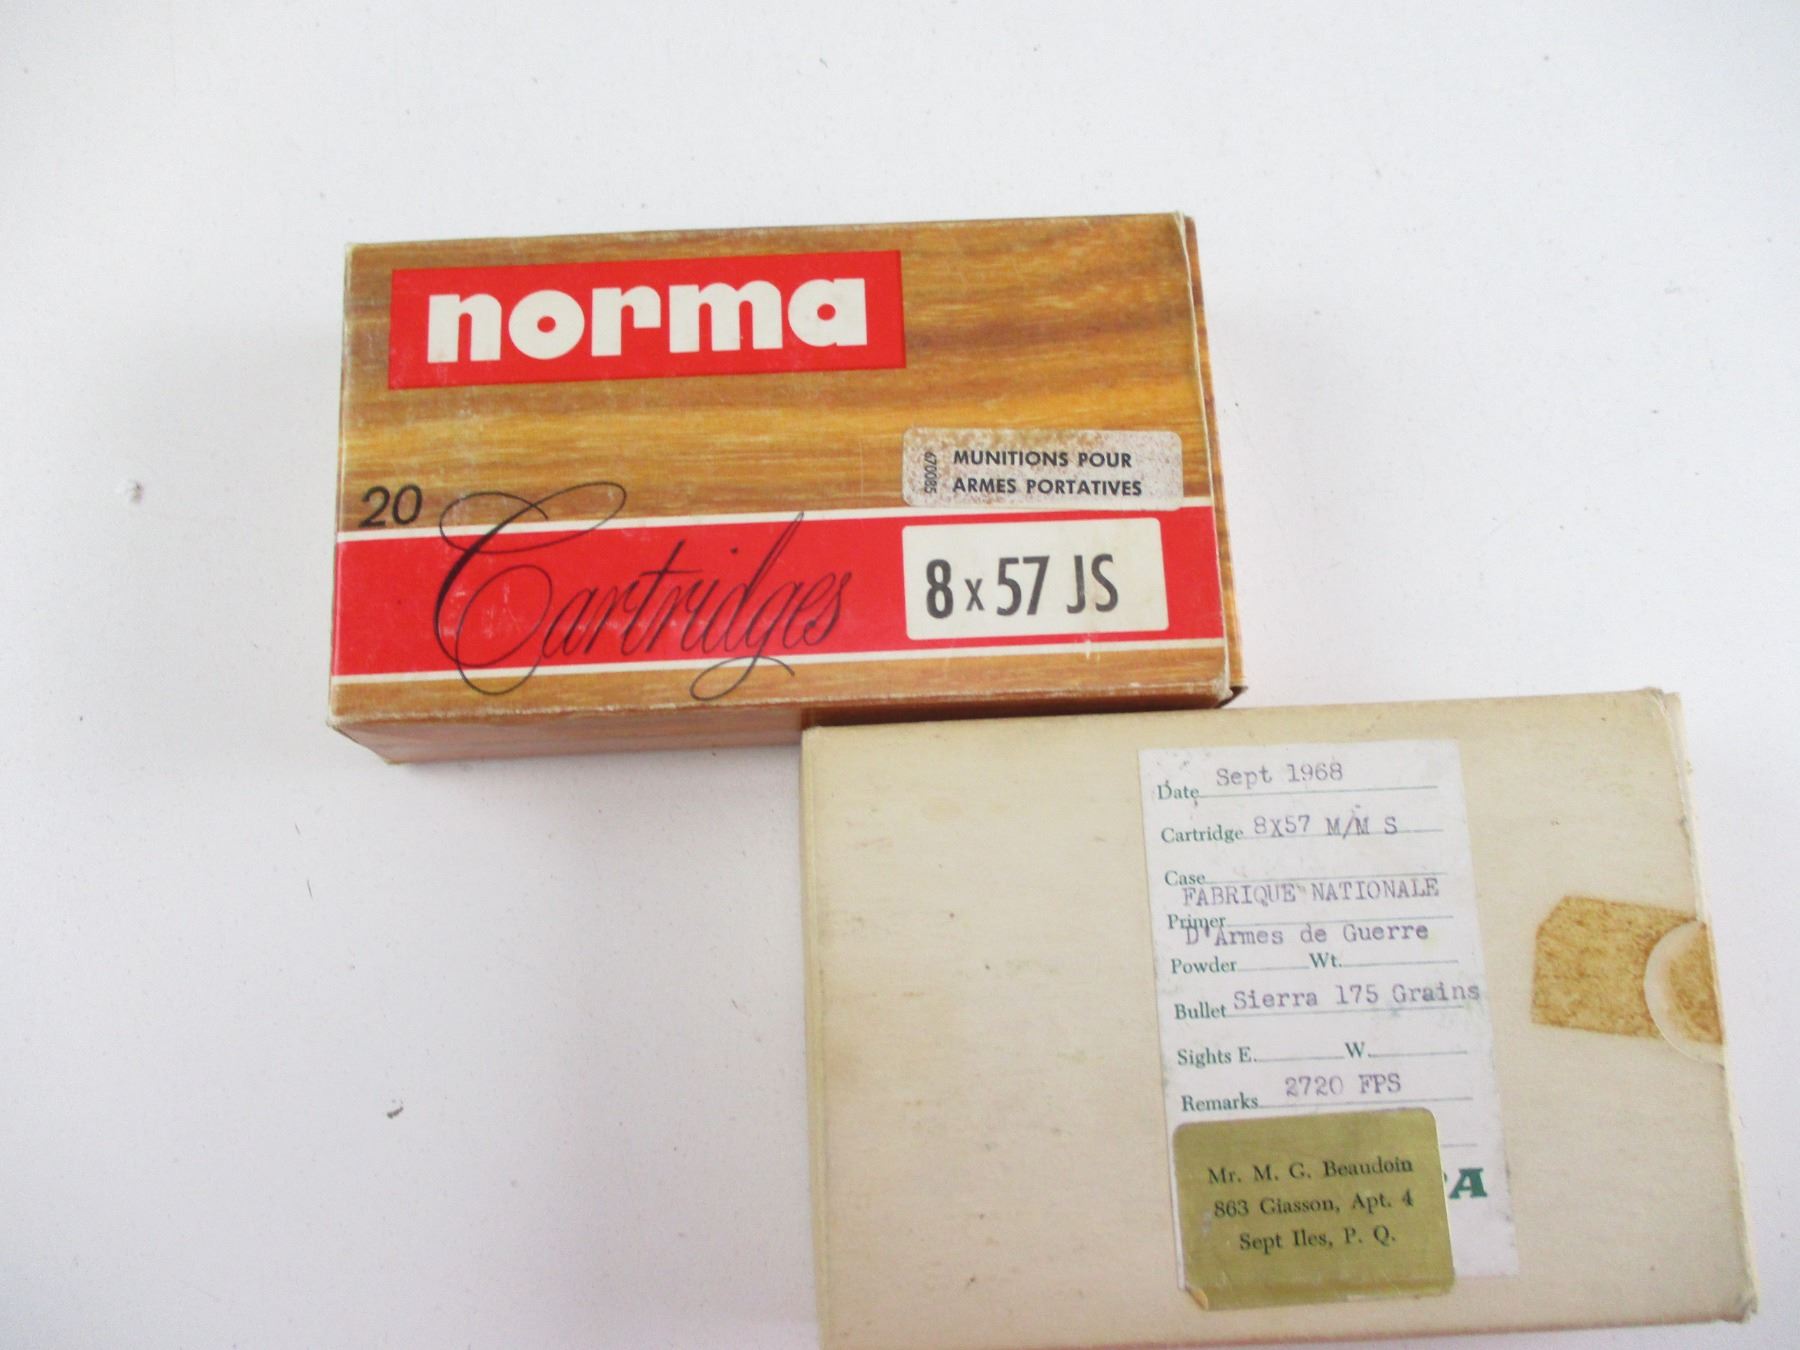 norma
670085
MUNITIONS POUR
ARMES PORTATIVES
20 Cartridges
8 x 57 JS
Date Sept 1968
Cartridge 8X57 M/M S
Case
FABRIQUE NATIONALE
Primer
D'Armes de Guerre
Powder Wt.
Bullet Sierra 175 Grains
Sights E. W.
Remarks 2720 FPS
Mr. M. G. Beaudoin
863 Giasson, Apt. 4
Sept Iles, P. Q.